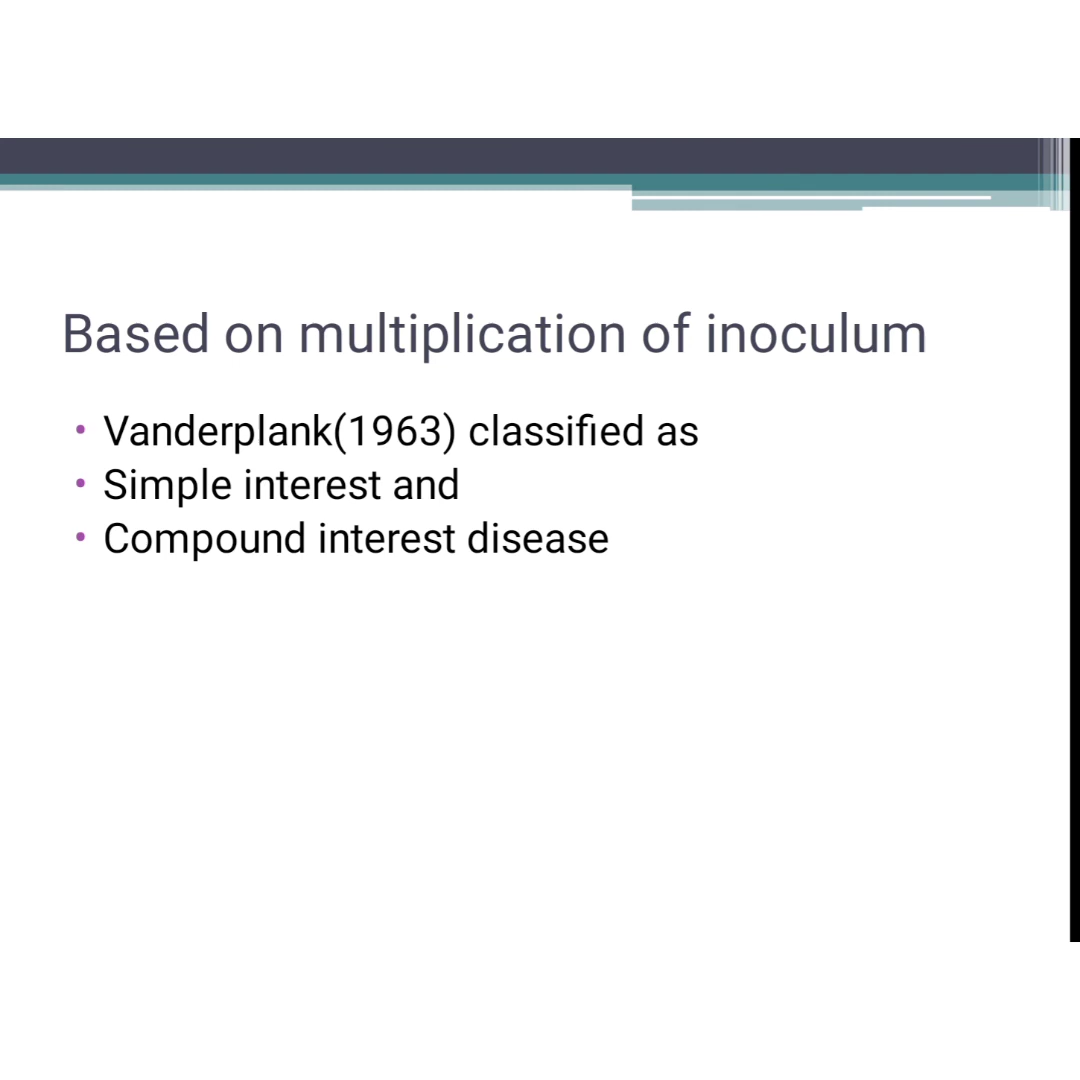 Based on multiplication of inoculum
• Vanderplank(1963) classified as
• Simple interest and
• Compound interest disease